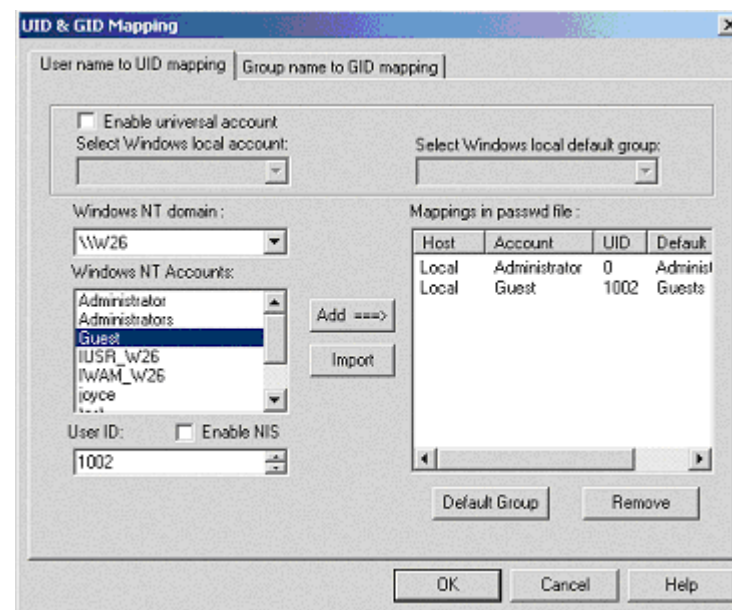 UID & GID Mapping
User name to UID mapping Group name to GID mapping
Enable universal account
Select Windows local account: Select Windows local default group:
Windows NT domain : Mappings in passwd file :
\\W26 Host Account UID Default
Windows NT Accounts: Local Administrator 0 Administ
Administrator Local Guest 1002 Guests
Administrators
Guest
IUSR_W26
IWAM_W26
joyce
Add ===>
Import
User ID: Enable NIS
1002
Default Group Remove
OK Cancel Help